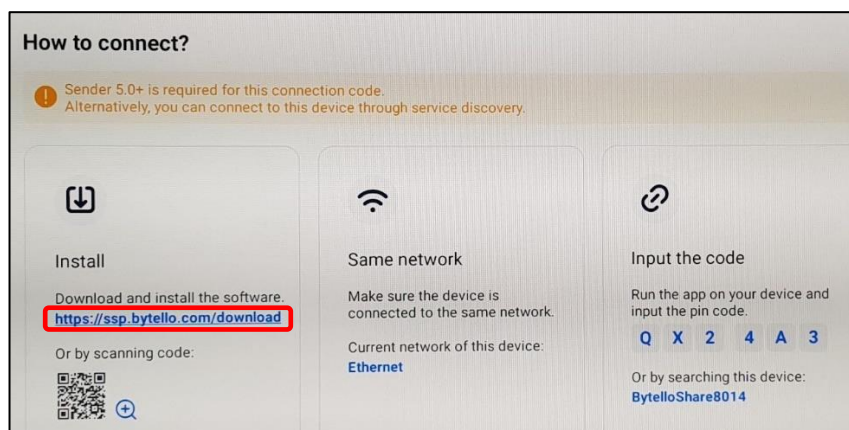 How to connect?
Sender 5.0+ is required for this connection code.
Alternatively, you can connect to this device through service discovery.
Install
Download and install the software.
https://ssp.bytello.com/download
Or by scanning code:
Same network
Make sure the device is
connected to the same network.
Current network of this device:
Ethernet
Input the code
Run the app on your device and
input the pin code.
Q X 2 4 A 3
Or by searching this device:
BytelloShare8014